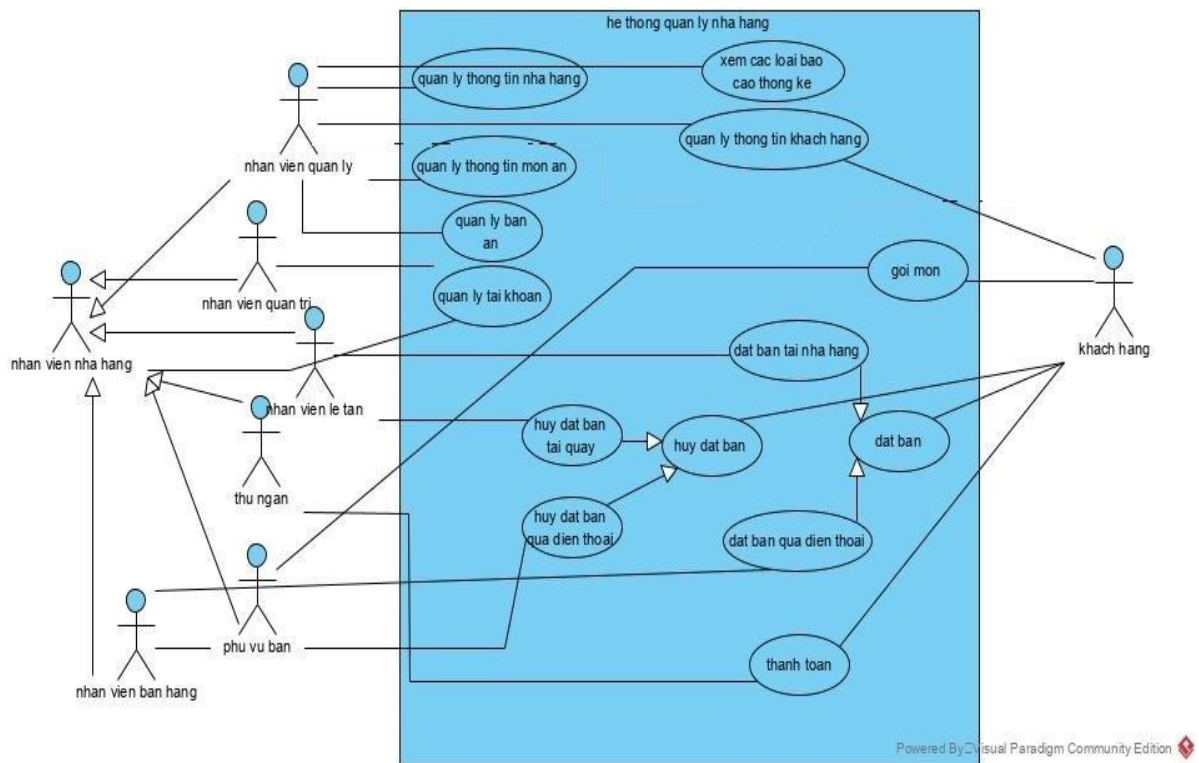 he thong quan ly nha hang
xem cac loai bao
cao thong ke
quan ly thong tin nha hang
quan ly thong tin khach hang
nhan vien quan ly
quan ly thong tin mon an
quan ly ban
an
goi mon
nhan vien quan tri
quan ly tai khoan
khach hang
nhan vien nha hang
dat ban tai nha hang
nhan vien le tan
huy dat ban
tai quay
huy dat ban
dat ban
thu ngan
huy dat ban
qua dien thoai
dat ban qua dien thoai
phu vu ban
thanh toan
nhan vien ban hang
Powered By Visual Paradigm Community Edition